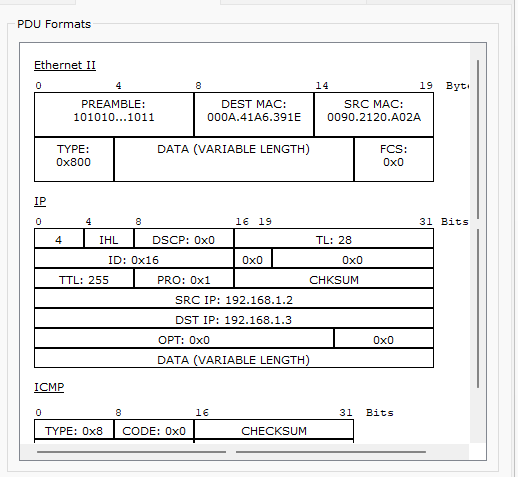 PDU Formats
Ethernet II
0 4 8 14 19 Byte
PREAMBLE: DEST MAC: SRC MAC:
101010...1011 000A.41A6.391E 0090.2120.A02A
TYPE: DATA (VARIABLE LENGTH) FCS:
0x800 0x0
IP
0 4 8 16 19 31 Bits
4 IHL DSCP: 0x0 TL: 28
ID: 0x16 0x0 0x0
TTL: 255 PRO: 0x1 CHKSUM
SRC IP: 192.168.1.2
DST IP: 192.168.1.3
OPT: 0x0 0x0
DATA (VARIABLE LENGTH)
ICMP
0 8 16 31 Bits
TYPE: 0x8 CODE: 0x0 CHECKSUM